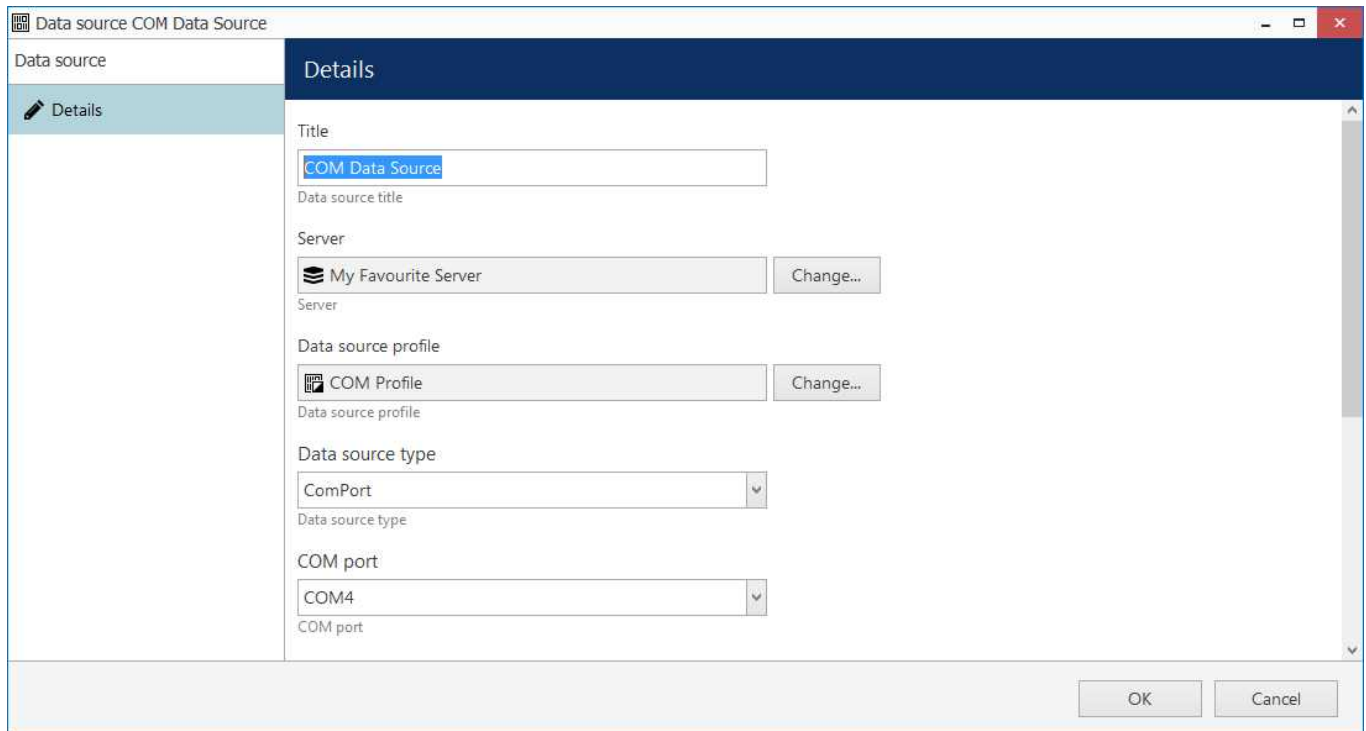 Data source COM Data Source
Data source
Details
Details
Title
COM Data Source
Data source title
Server
My Favourite Server
Change...
Server
Data source profile
COM Profile
Change...
Data source profile
Data source type
ComPort
Data source type
COM port
COM4
COM port
OK
Cancel